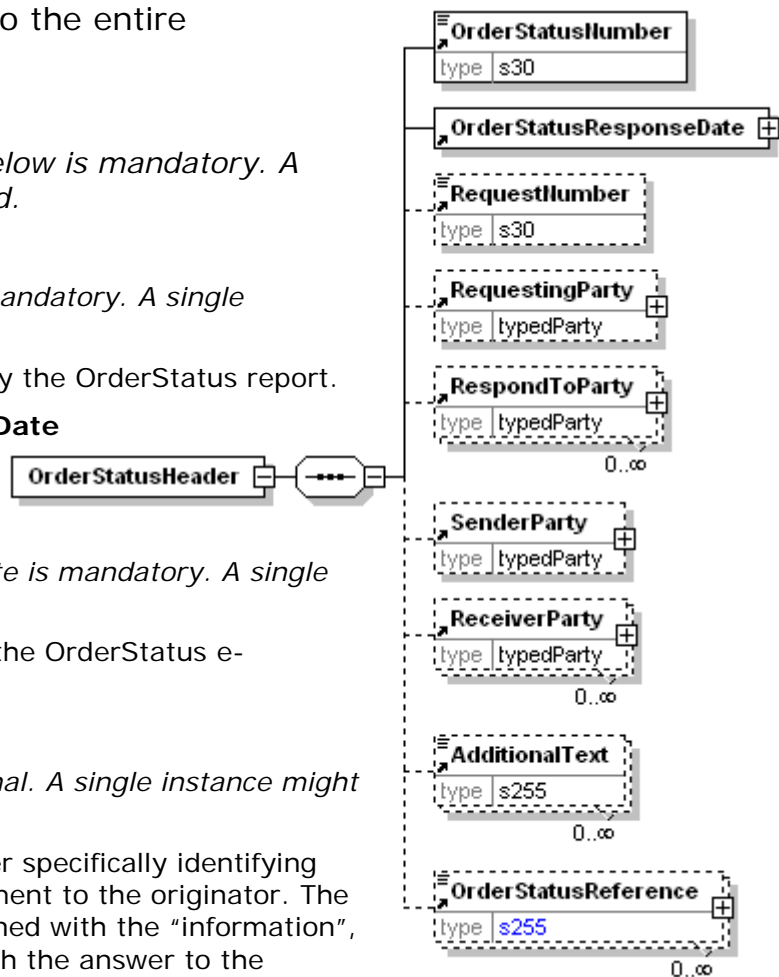 o the entire
elow is mandatory. A
d.
andatory. A single
y the OrderStatus report.
Date
te is mandatory. A single
the OrderStatus e-
nal. A single instance might
er specifically identifying
nent to the originator. The
ned with the "information",
th the answer to the
OrderStatusHeader
OrderStatusNumber
type s30
OrderStatusResponseDate
RequestNumber
type s30
RequestingParty
type typedParty
RespondToParty
type typedParty
0..∞
SenderParty
type typedParty
ReceiverParty
type typedParty
0..∞
AdditionalText
type s255
0..∞
OrderStatusReference
type s255
0..∞